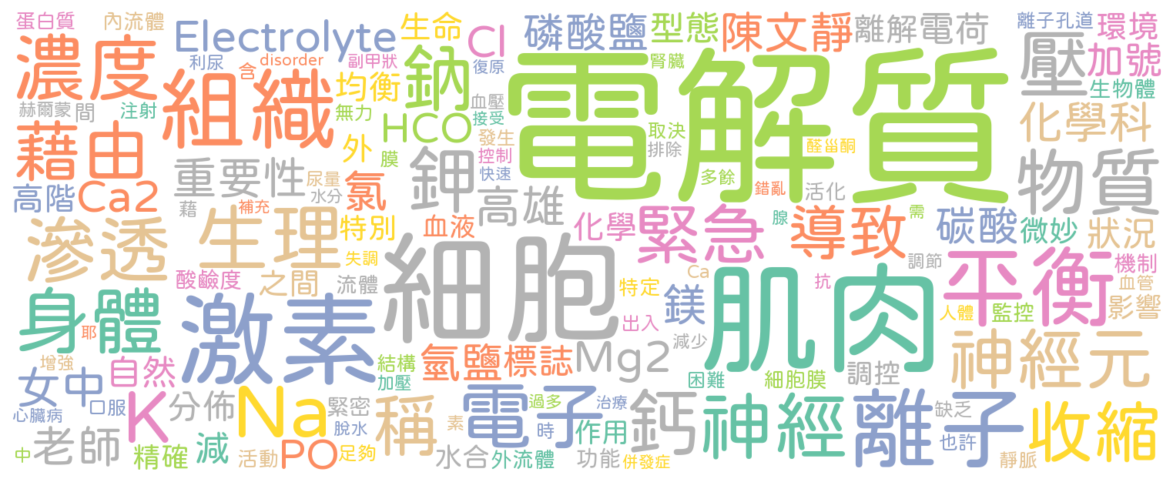 蛋白質
內流體
Electrolyte
生命
Cl
磷酸鹽
型態
陳文靜
離解電荷
離子孔道
環境
濃度
利尿
含
disorder
副甲狀
復原
腎臟
壓
加號
組織
均衡
鈉
電解質
生物體
赫爾蒙
間
注射
無力
血壓
接受
化學科
藉由
HCO
發生
取決
排除
外
膜
鉀
控制
快速
醛甾酮
物質
高階
Ca2
重要性
尿量
水分
氯
高雄
多餘
錯亂
活化
藉
補充
特別
血液
化學
緊急
腺
導致
需
碳酸
微妙
狀況
滲透
生理
失調
細胞
平衡
機制
酸鹼度
之間
流體
Ca
特定
抗
調節
血管
身體
激素
鎂
肌肉
人體
監控
影響
耶
出入
減少
神經元
增強
自然
結構
加壓
氫鹽
標誌
Mg2
困難
細胞膜
調控
女中
口服
K
分佈
Na
緊密
稱
電子
過多
治療
鈣
神經
離子
缺乏
收縮
心臟病
脫水
素
時
作用
也許
中
老師
精確
減
活動
PO
足夠
水合
外流體
功能
併發症
靜脈